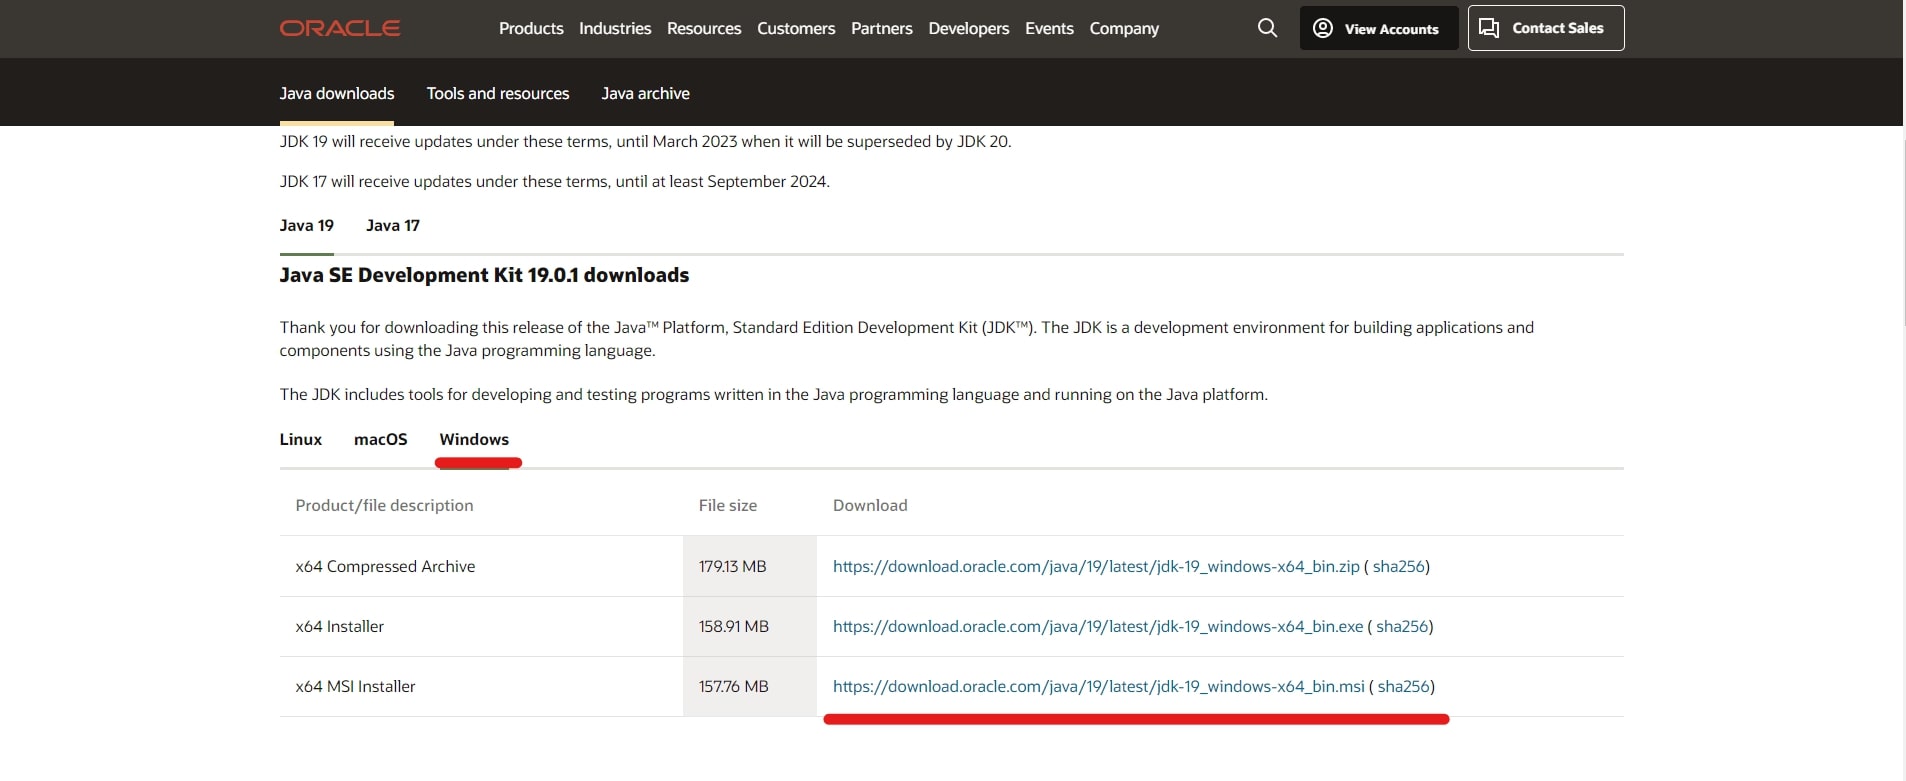 ORACLE
Products Industries Resources Customers Partners Developers Events Company
View Accounts
Contact Sales
Java downloads Tools and resources Java archive
JDK 19 will receive updates under these terms, until March 2023 when it will be superseded by JDK 20.
JDK 17 will receive updates under these terms, until at least September 2024.
Java 19 Java 17
Java SE Development Kit 19.0.1 downloads
Thank you for downloading this release of the Java™ Platform, Standard Edition Development Kit (JDK™). The JDK is a development environment for building applications and
components using the Java programming language.
The JDK includes tools for developing and testing programs written in the Java programming language and running on the Java platform.
Linux macOS Windows
Product/file description File size Download
x64 Compressed Archive 179.13 MB https://download.oracle.com/java/19/latest/jdk-19_windows-x64_bin.zip ( sha256)
x64 Installer 158.91 MB https://download.oracle.com/java/19/latest/jdk-19_windows-x64_bin.exe ( sha256)
x64 MSI Installer 157.76 MB https://download.oracle.com/java/19/latest/jdk-19_windows-x64_bin.msi ( sha256)